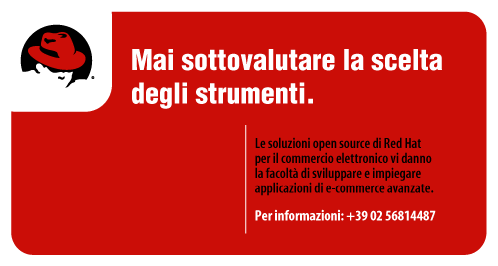 Mai sottovalutare la scelta
degli strumenti.
Le soluzioni open source di Red Hat
per il commercio elettronico vi danno
la facoltà di sviluppare e impiegare
applicazioni di e-commerce avanzate.
Per informazioni: +39 02 56814487